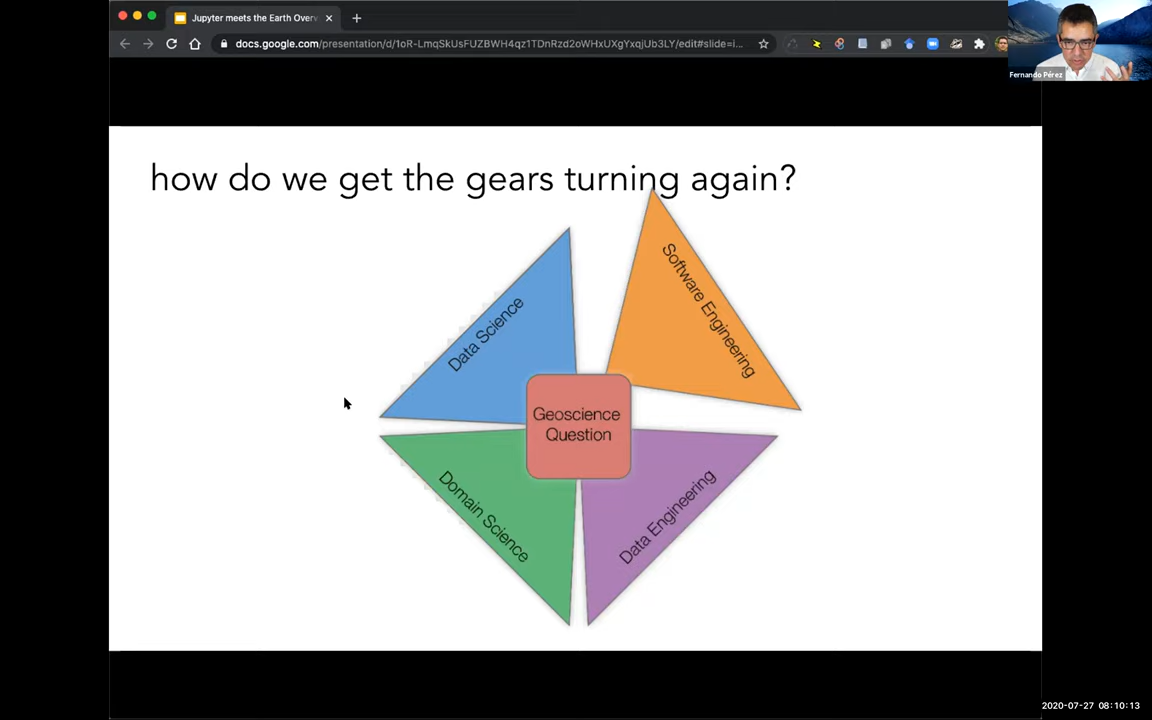 Jupyter meets the Earth Over
docs.google.com/presentation/d/1oR-LmqSkUsFUZBWH4qz1TDnRzd2oWHxUXgYxqjUb3LY/edit#slide=i...
Fernando Pérez
how do we get the gears turning again?
Software Engineering
Data Science
Geoscience
Question
Domain Science
Data Engineering
2020-07-27 08:10:13